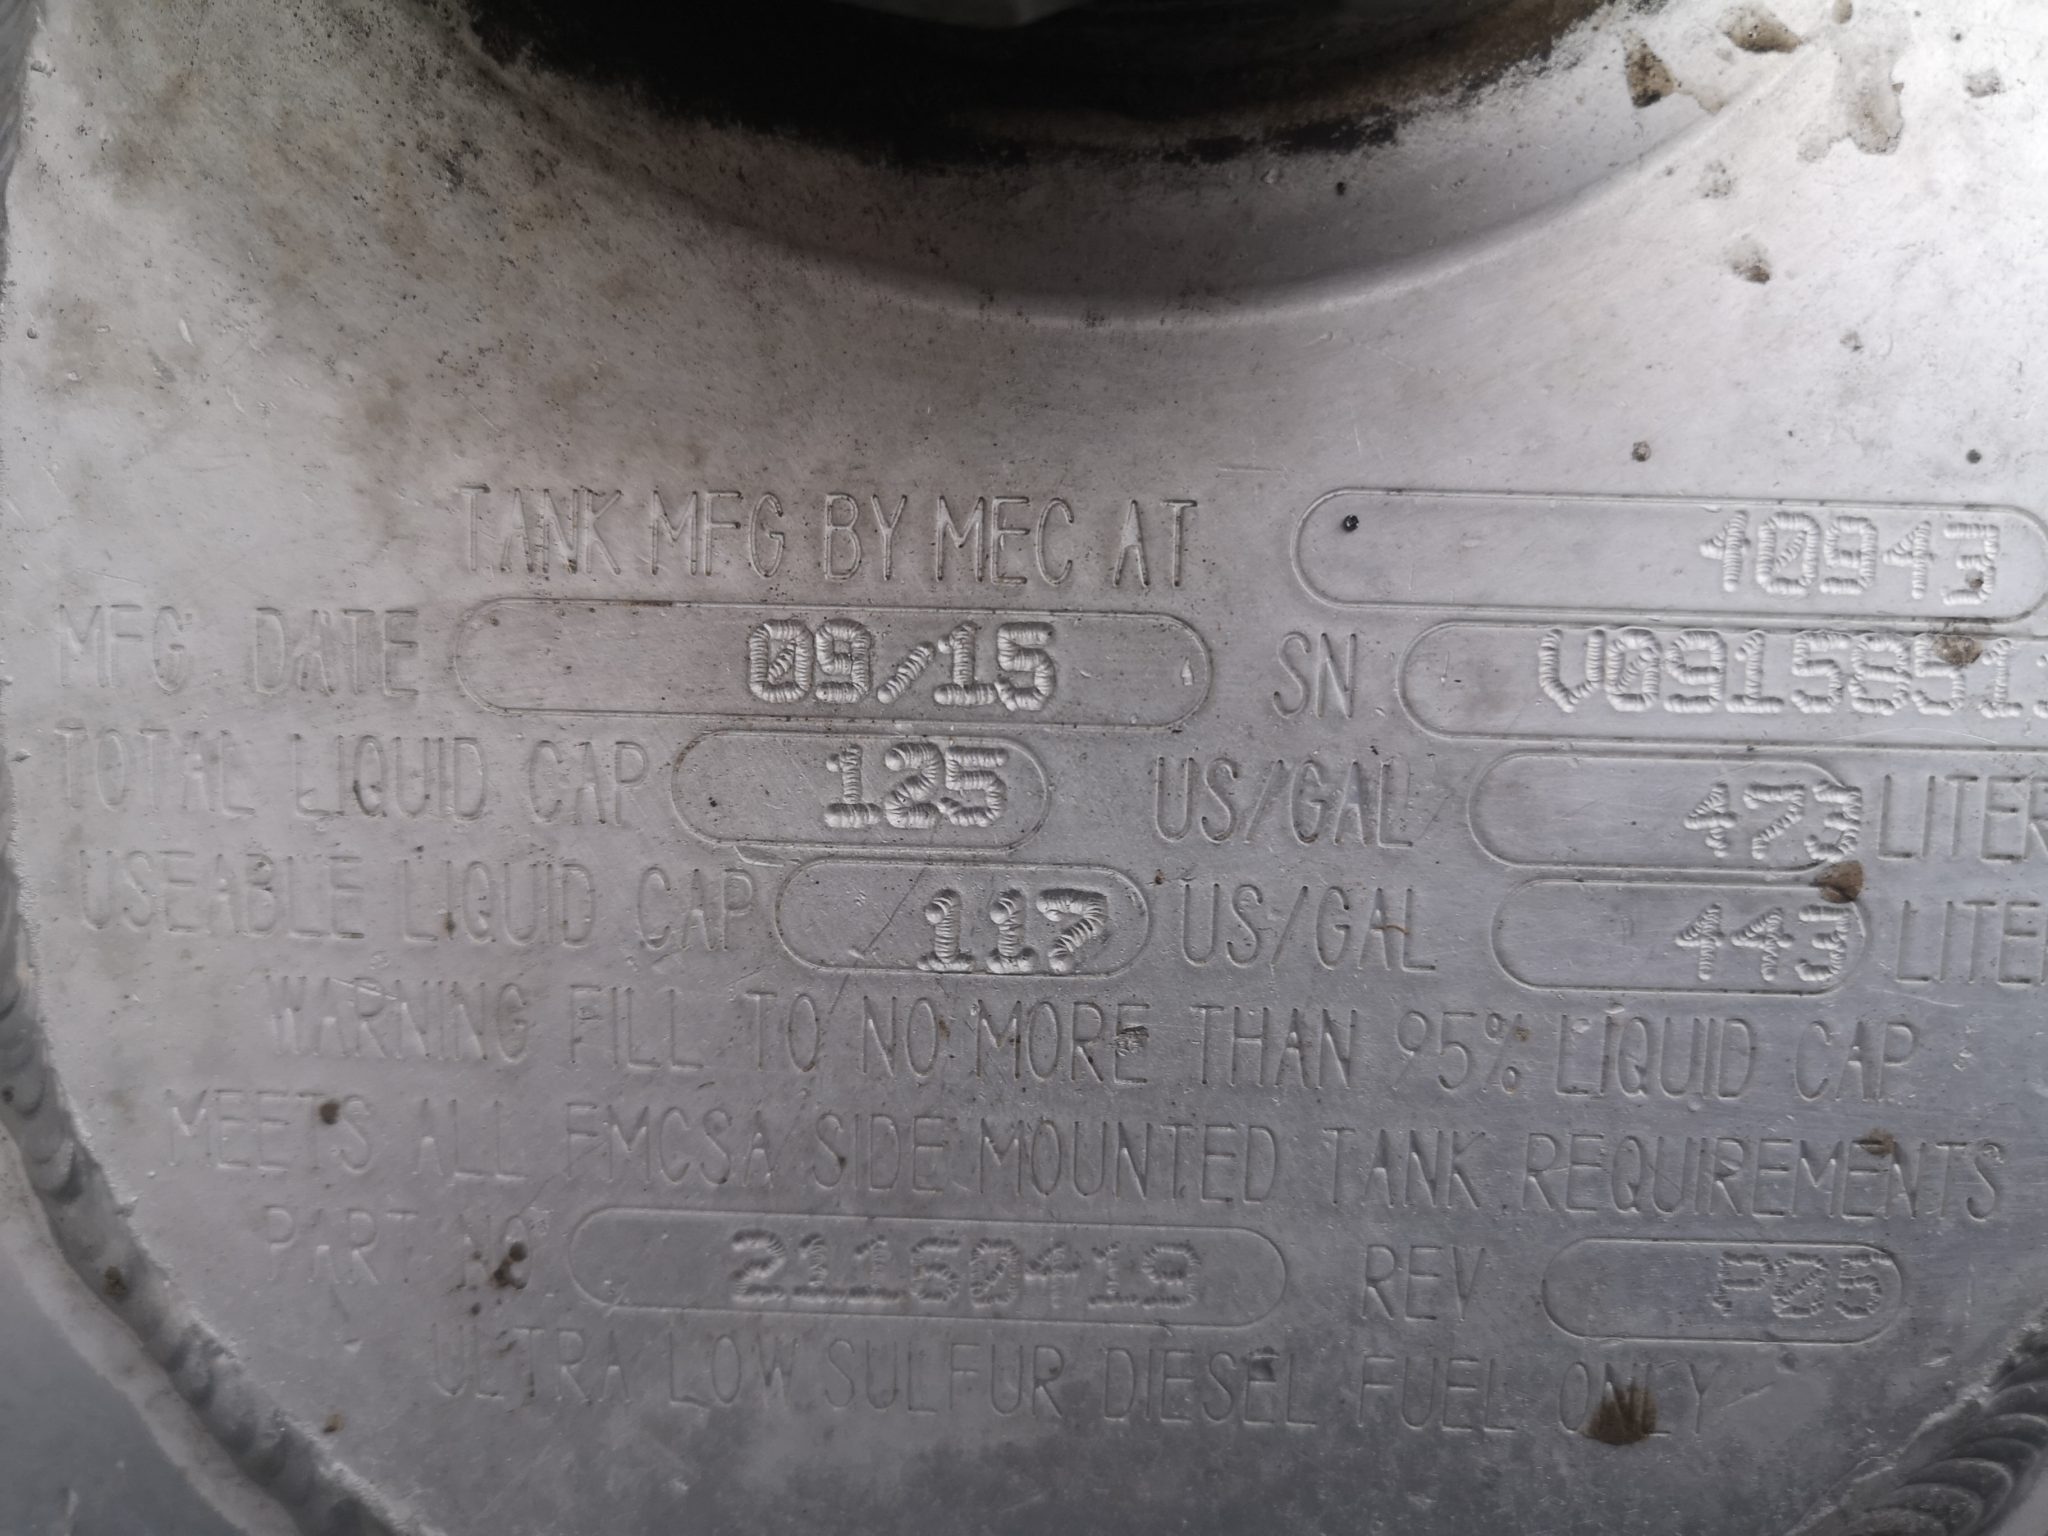 TANK MFG BY MEC AT 40943
MFG. DATE 09/15 SN V09158511
TOTAL LIQUID CAP 125 US/GAL 473 LITER
USEABLE LIQUID CAP 117 US/GAL 443 LITER
WARNING FILL TO NO MORE THAN 95% LIQUID CAP
MEETS ALL FMCSA SIDE MOUNTED TANK REQUIREMENTS
PART NO 21160419 REV P03
ULTRA LOW SULFUR DIESEL FUEL ONLY